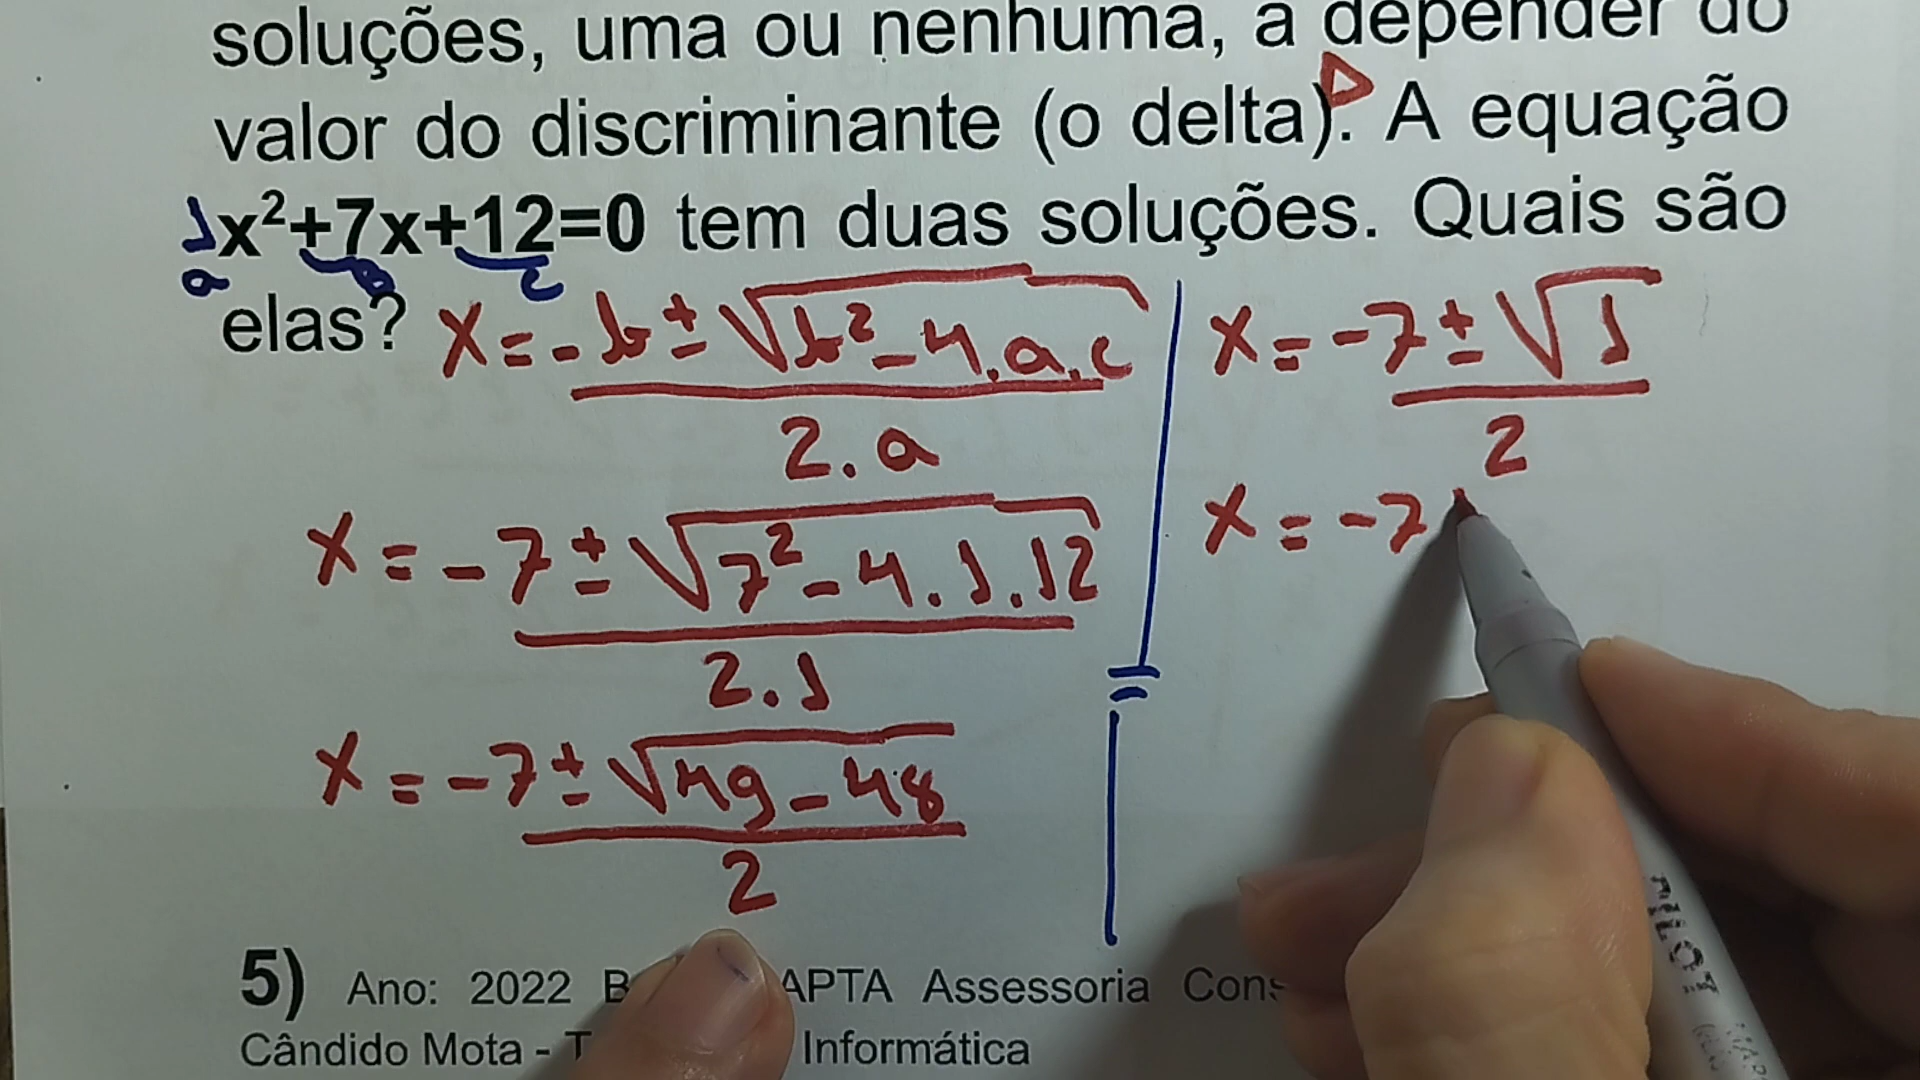 soluções, uma ou nenhuma, a depender do
valor do discriminante (o delta). Δ A equação
1x²+7x+12=0 tem duas soluções. Quais são
a b c
elas?
x = -b ± √b² - 4.a.c
2.a
x = -7 ± √7² - 4.1.12
2.1
x = -7 ± √49 - 48
2
x = -7 ± √1
2
x = -7
5) Ano: 2022 APTA Assessoria
Cândido Mota - Informática
PILOT